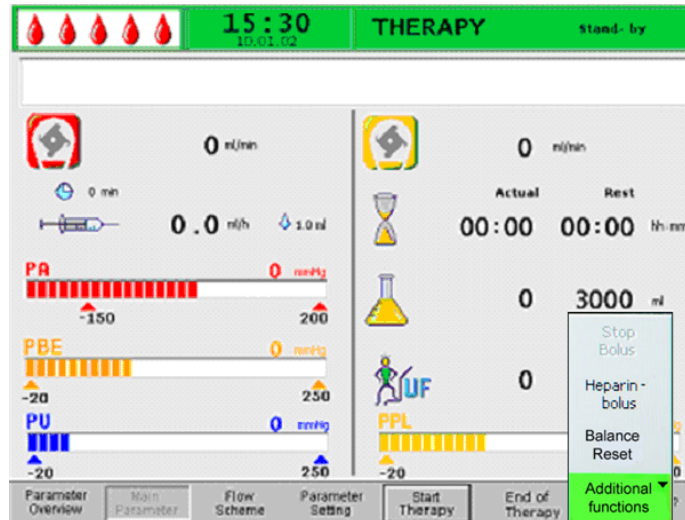 15:30
10.01.02
THERAPY
Stand- by
0 ml/min
0 ml/min
0 min
Actual Rest
0.0 ml/h 1.0 ml
00:00 00:00 hh:mm
PA 0 mmHg
-150 200
0 3000 ml
PBE 0 mmHg
-20 250
UF 0
PU 0 mmHg
-20 250
PPL
-20 0
Stop
Bolus
Heparin -
bolus
Balance
Reset
Additional
functions
Parameter
Overview
Main
Parameter
Flow
Scheme
Parameter
Setting
Start
Therapy
End of
Therapy
?